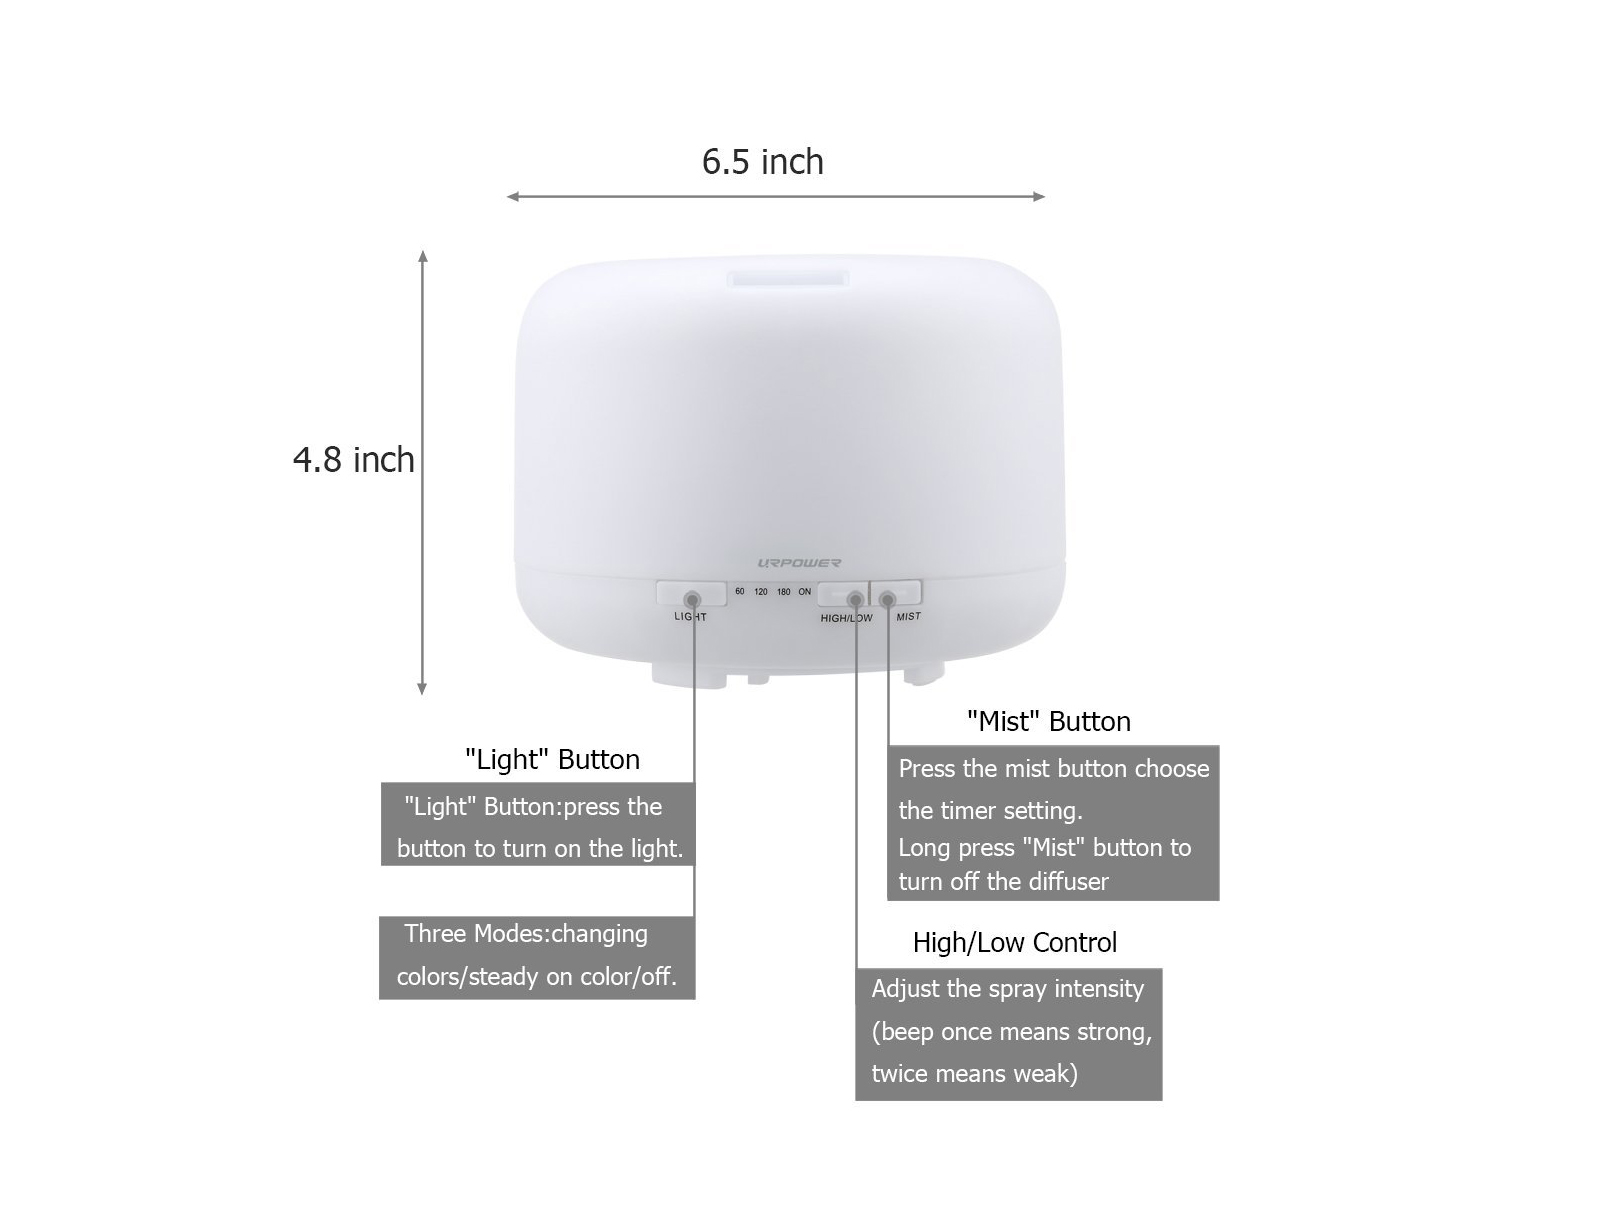 6.5 inch
4.8 inch
URPOWER
60 120 180 ON
LIGHT
HIGH/LOW
MIST
"Mist" Button
Press the mist button choose
the timer setting.
Long press "Mist" button to
turn off the diffuser
"Light" Button
"Light" Button:press the
button to turn on the light.
Three Modes:changing
colors/steady on color/off.
High/Low Control
Adjust the spray intensity
(beep once means strong,
twice means weak)